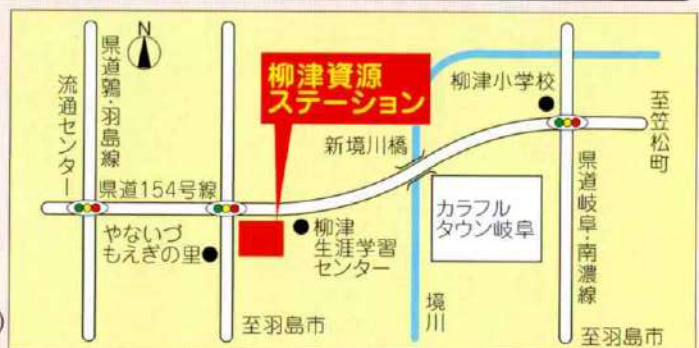 N
県道鶉・羽島線
流通センター
柳津資源
ステーション
柳津小学校
至笠松町
新境川橋
県道154号線
カラフル
タウン岐阜
県道岐阜・南濃線
やないづ
もえぎの里
柳津
生涯学習
センター
境川
至羽島市
至羽島市